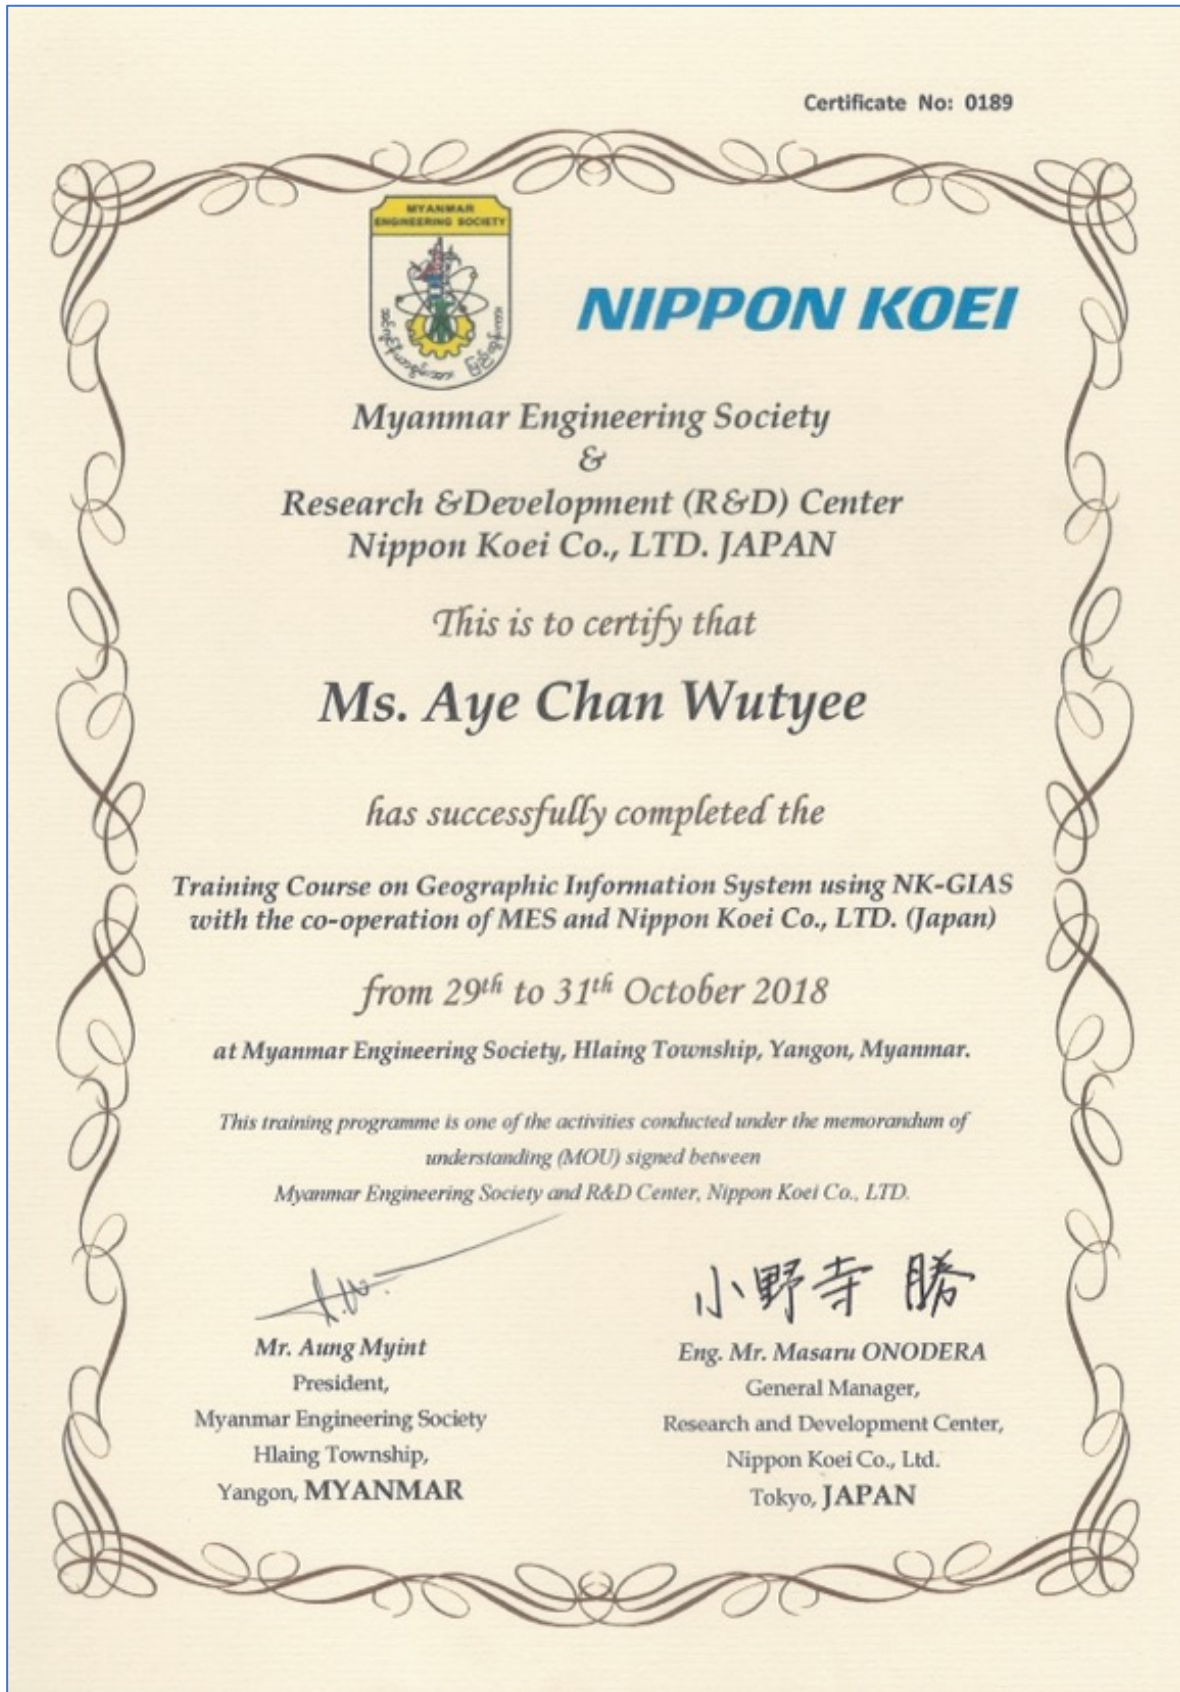 Certificate No: 0189
MYANMAR
ENGINEERING SOCIETY
NIPPON KOEI
Myanmar Engineering Society
&
Research &Development (R&D) Center
Nippon Koei Co., LTD. JAPAN
This is to certify that
Ms. Aye Chan Wutyee
has successfully completed the
Training Course on Geographic Information System using NK-GIAS
with the co-operation of MES and Nippon Koei Co., LTD. (Japan)
from 29th to 31th October 2018
at Myanmar Engineering Society, Hlaing Township, Yangon, Myanmar.
This training programme is one of the activities conducted under the memorandum of
understanding (MOU) signed between
Myanmar Engineering Society and R&D Center, Nippon Koei Co., LTD.
小野寺 勝
Mr. Aung Myint
President,
Myanmar Engineering Society
Hlaing Township,
Yangon, MYANMAR
Eng. Mr. Masaru ONODERA
General Manager,
Research and Development Center,
Nippon Koei Co., Ltd.
Tokyo, JAPAN